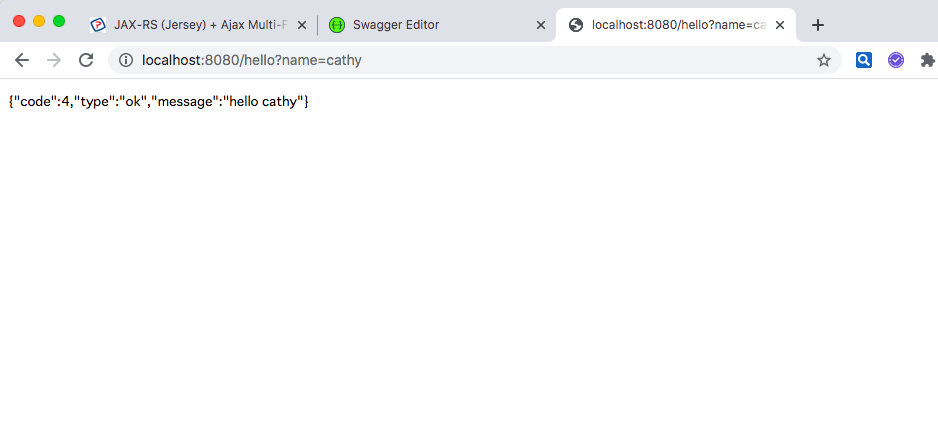 JAX-RS (Jersey) + Ajax Multi-F
Swagger Editor
localhost:8080/hello?name=ca
localhost:8080/hello?name=cathy
{"code":4,"type":"ok","message":"hello cathy"}